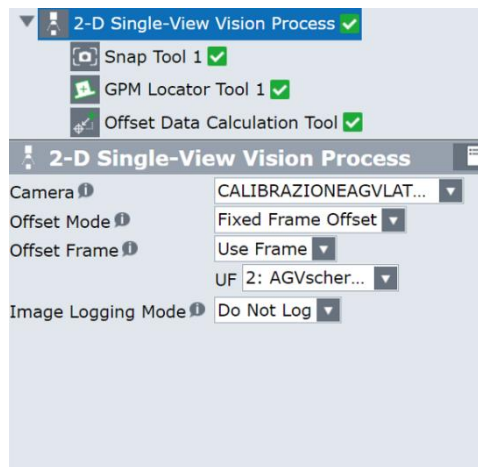 2-D Single-View Vision Process
Snap Tool 1
GPM Locator Tool 1
Offset Data Calculation Tool
2-D Single-View Vision Process
Camera CALIBRAZIONEAGVLAT...
Offset Mode Fixed Frame Offset
Offset Frame Use Frame
UF 2: AGVscher...
Image Logging Mode Do Not Log